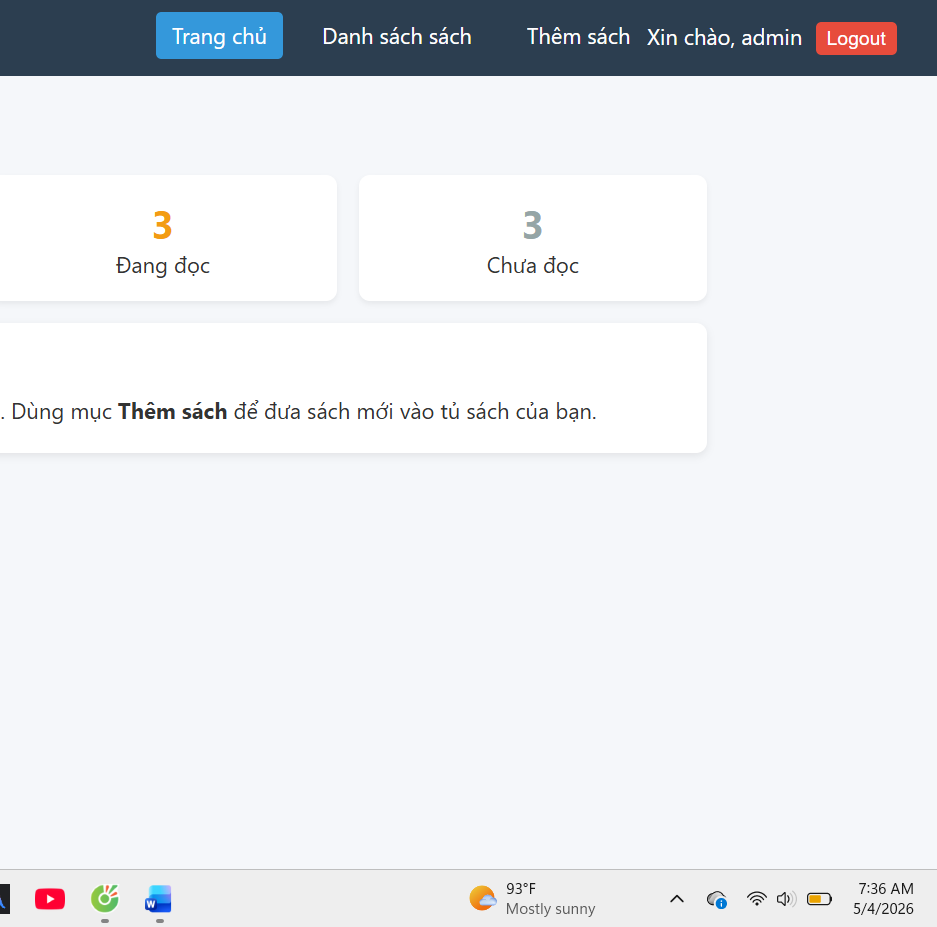 Trang chủ Danh sách sách Thêm sách Xin chào, admin Logout
3
Đang đọc
3
Chưa đọc
. Dùng mục Thêm sách để đưa sách mới vào tủ sách của bạn.
93°F
Mostly sunny
7:36 AM
5/4/2026